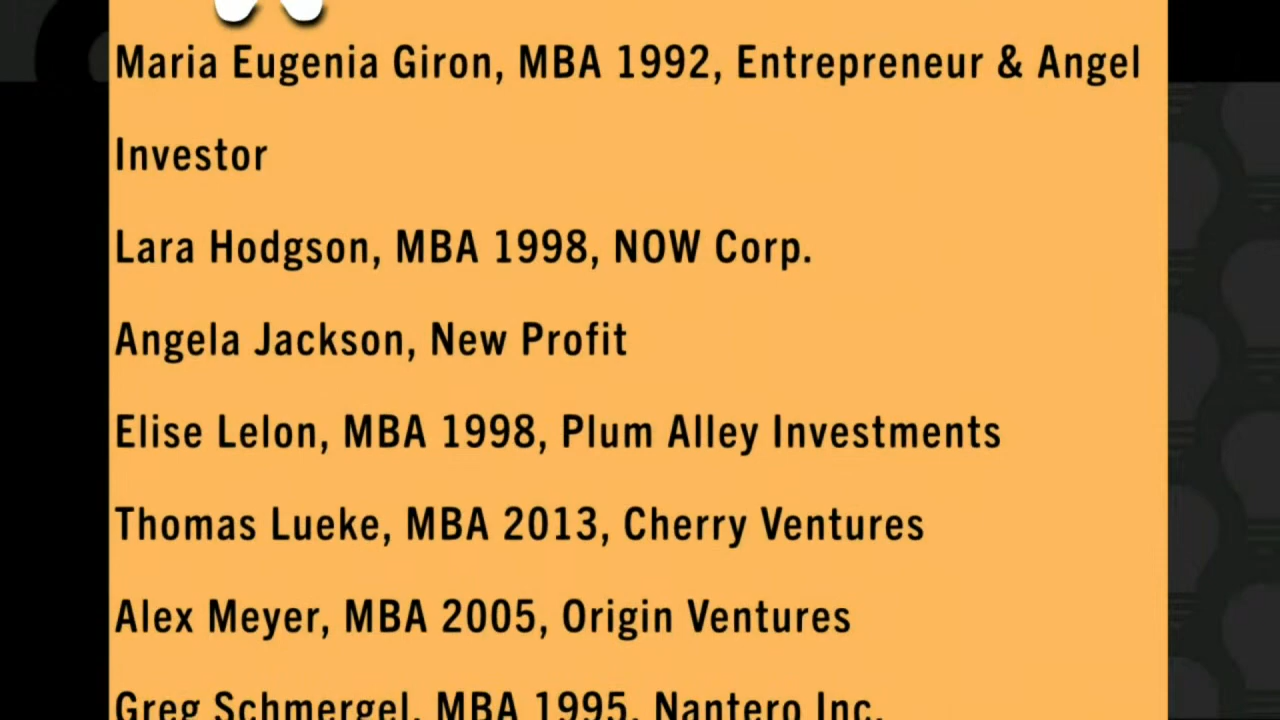 Maria Eugenia Giron, MBA 1992, Entrepreneur & Angel
Investor
Lara Hodgson, MBA 1998, NOW Corp.
Angela Jackson, New Profit
Elise Lelon, MBA 1998, Plum Alley Investments
Thomas Lueke, MBA 2013, Cherry Ventures
Alex Meyer, MBA 2005, Origin Ventures
Greg Schmergel, MBA 1995, Nantero Inc.